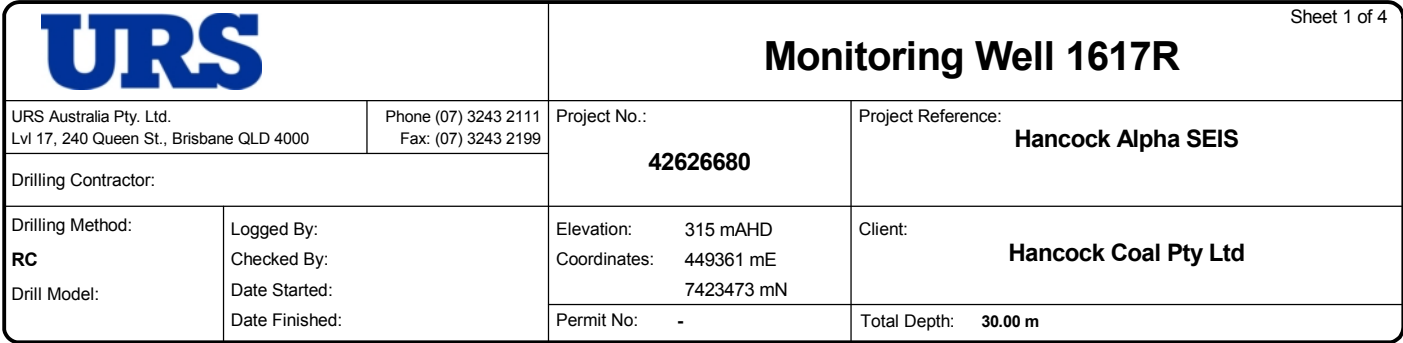 URS
Sheet 1 of 4
Monitoring Well 1617R
URS Australia Pty. Ltd.
Lvl 17, 240 Queen St., Brisbane QLD 4000
Phone (07) 3243 2111
Fax: (07) 3243 2199
Project No.:
42626680
Project Reference:
Hancock Alpha SEIS
Drilling Contractor:
Drilling Method:
RC
Drill Model:
Logged By:
Checked By:
Date Started:
Date Finished:
Elevation: 315 mAHD
Coordinates: 449361 mE
7423473 mN
Permit No: -
Client:
Hancock Coal Pty Ltd
Total Depth: 30.00 m